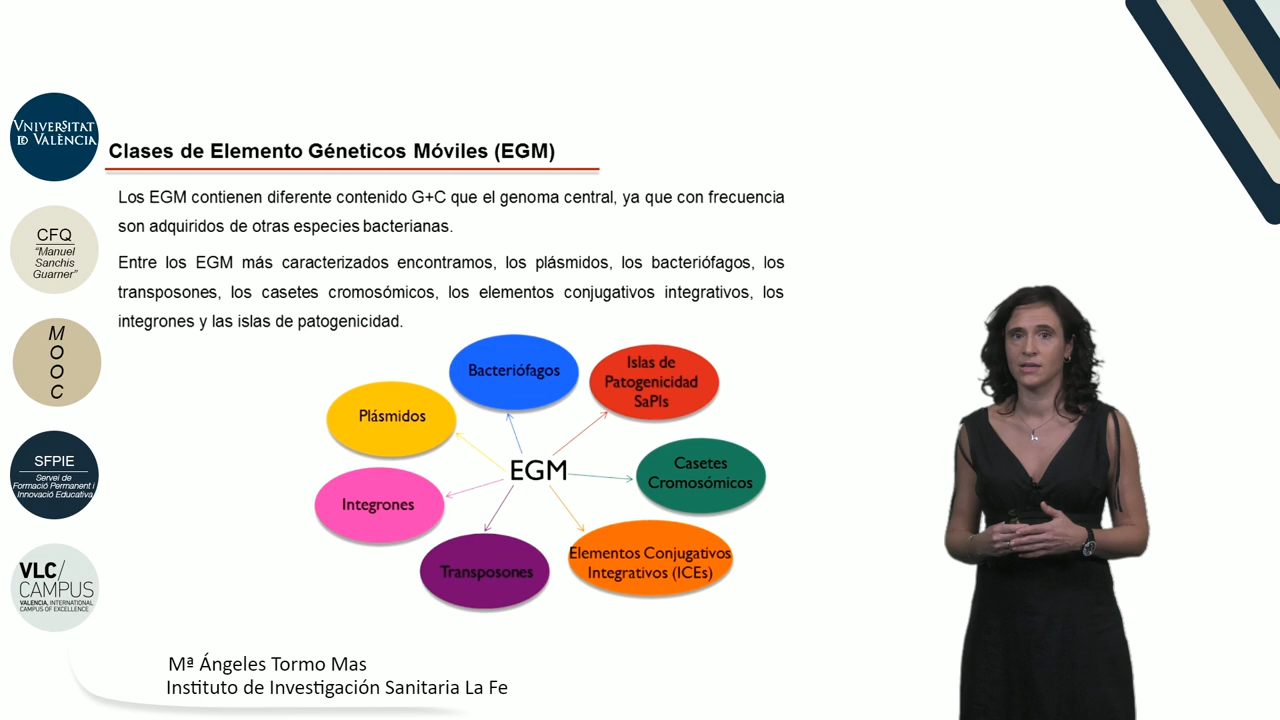 VNIVERSITAT
ID VALÈNCIA
CFQ
“Manuel
Sanchis
Guarner”
M
O
O
C
SFPIE
Servei de
Formació Permanent i
Innovació Educativa
VLC/
CAMPUS
VALENCIA, INTERNATIONAL
CAMPUS OF EXCELLENCE
Clases de Elemento Géneticos Móviles (EGM)
Los EGM contienen diferente contenido G+C que el genoma central, ya que con frecuencia
son adquiridos de otras especies bacterianas.
Entre los EGM más caracterizados encontramos, los plásmidos, los bacteriófagos, los
transposones, los casetes cromosómicos, los elementos conjugativos integrativos, los
integrones y las islas de patogenicidad.
Bacteriófagos
Islas de
Patogenicidad
SaPIs
Plásmidos
EGM
Casetes
Cromosómicos
Integrones
Transposones
Elementos Conjugativos
Integrativos (ICEs)
Mª Ángeles Tormo Mas
Instituto de Investigación Sanitaria La Fe